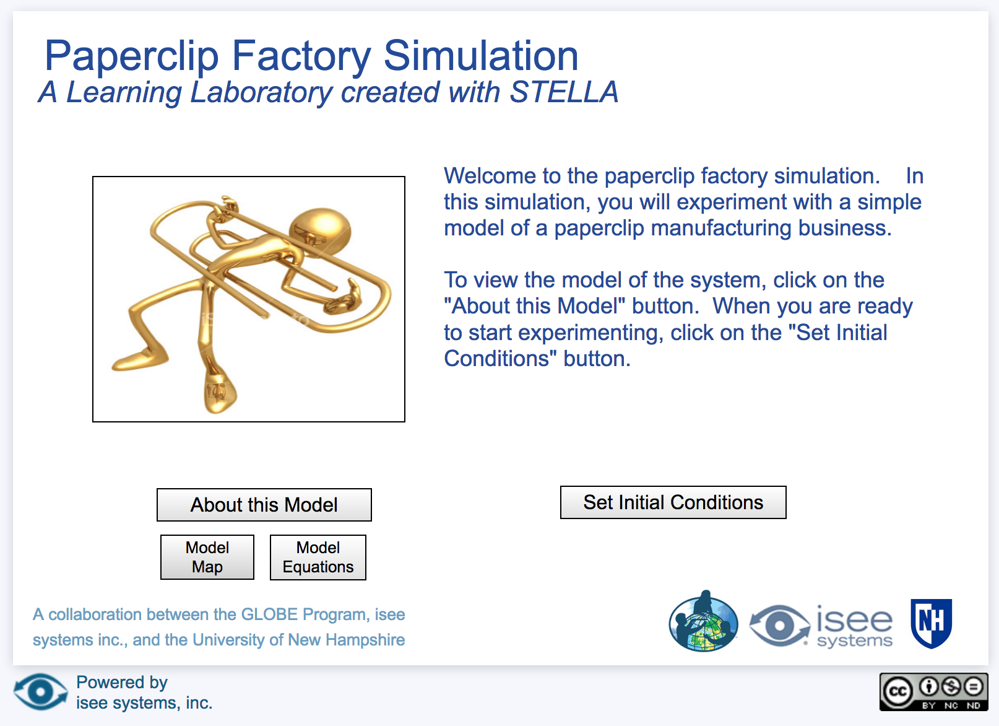 Paperclip Factory Simulation
A Learning Laboratory created with STELLA
Welcome to the paperclip factory simulation.    In
this simulation, you will experiment with a simple
model of a paperclip manufacturing business.
To view the model of the system, click on the
"About this Model" button.  When you are ready
to start experimenting, click on the "Set Initial
Conditions" button.
About this Model
Set Initial Conditions
Model
Map
Model
Equations
A collaboration between the GLOBE Program, isee
systems inc., and the University of New Hampshire
isee
systems
NH
Powered by
isee systems, inc.
cc
BY NC ND